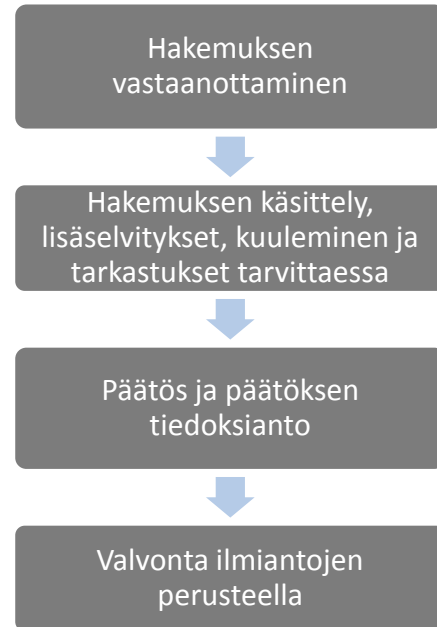 Hakemuksen
vastaanottaminen
Hakemuksen käsittely,
lisäselvitykset, kuuleminen ja
tarkastukset tarvittaessa
Päätös ja päätöksen
tiedoksianto
Valvonta ilmiantojen
perusteella